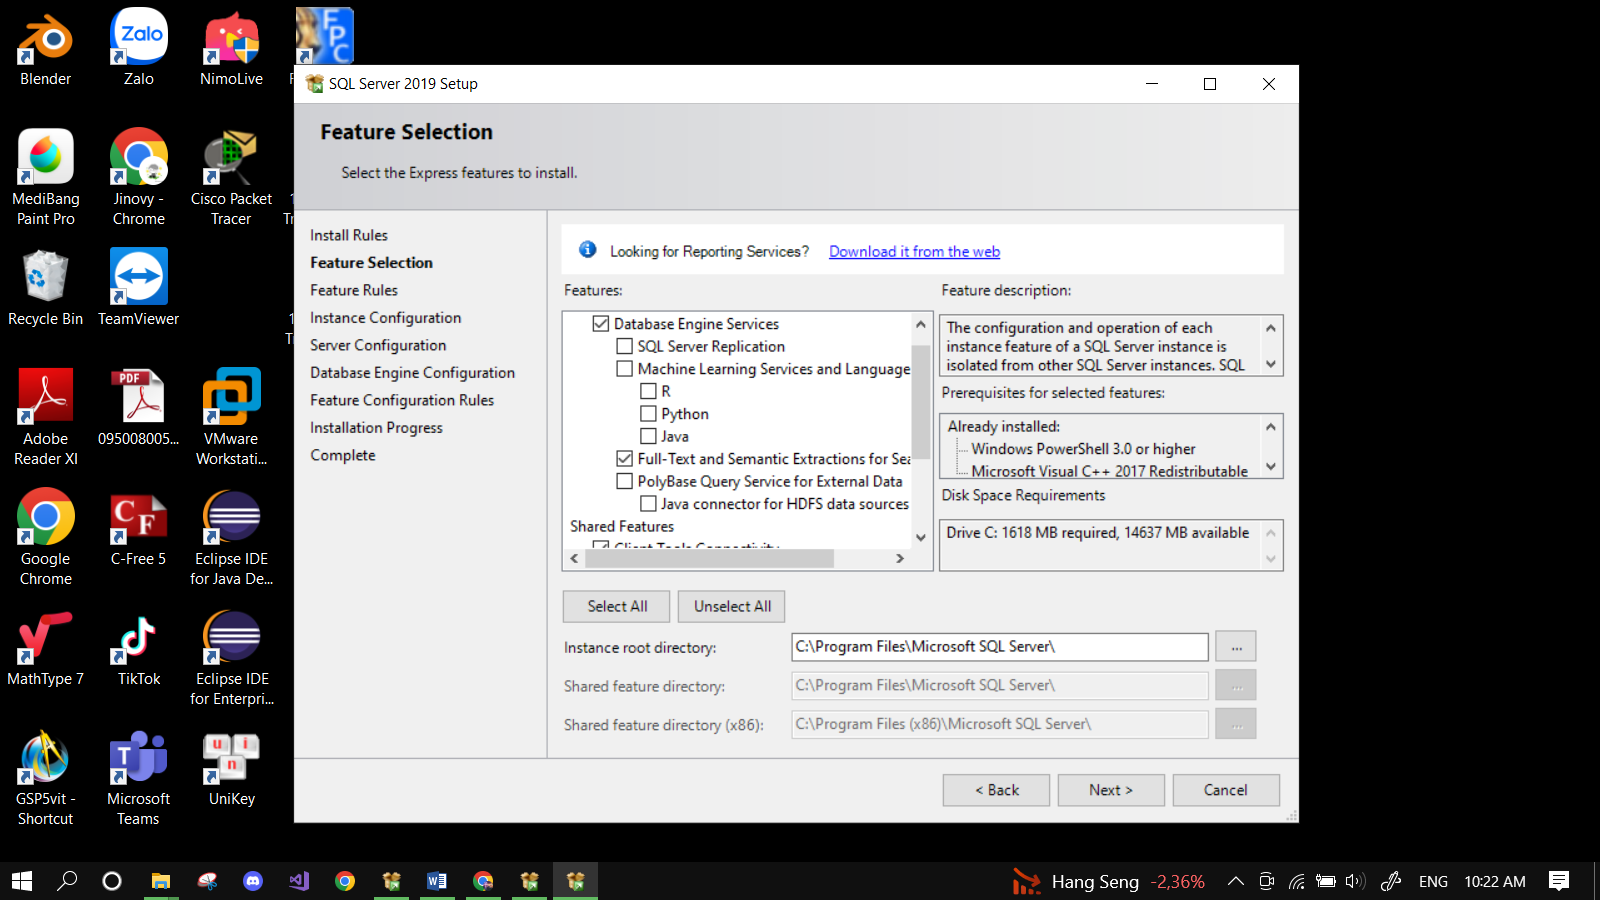 Blender
Zalo
NimoLive
MediBang
Paint Pro
Jinovy -
Chrome
Cisco Packet
Tracer
Recycle Bin
TeamViewer
Adobe
Reader XI
095008005...
VMware
Workstati...
Google
Chrome
C-Free 5
Eclipse IDE
for Java De...
MathType 7
TikTok
Eclipse IDE
for Enterpri...
GSP5vit -
Shortcut
Microsoft
Teams
UniKey
Zalo
FPC
PDF
CF
T
u i
n
SQL Server 2019 Setup
Feature Selection
Select the Express features to install.
Install Rules
Feature Selection
Feature Rules
Instance Configuration
Server Configuration
Database Engine Configuration
Feature Configuration Rules
Installation Progress
Complete
Looking for Reporting Services? Download it from the web
Features:
Database Engine Services
SQL Server Replication
Machine Learning Services and Language
R
Python
Java
Full-Text and Semantic Extractions for Sea
PolyBase Query Service for External Data
Java connector for HDFS data sources
Shared Features
Client Tools Connectivity
Feature description:
The configuration and operation of each
instance feature of a SQL Server instance is
isolated from other SQL Server instances. SQL
Prerequisites for selected features:
Already installed:
Windows PowerShell 3.0 or higher
Microsoft Visual C++ 2017 Redistributable
Disk Space Requirements
Drive C: 1618 MB required, 14637 MB available
Select All
Unselect All
Instance root directory: C:\Program Files\Microsoft SQL Server\ ...
Shared feature directory: C:\Program Files\Microsoft SQL Server\ ...
Shared feature directory (x86): C:\Program Files (x86)\Microsoft SQL Server\ ...
< Back
Next >
Cancel
Hang Seng -2,36%
ENG
10:22 AM